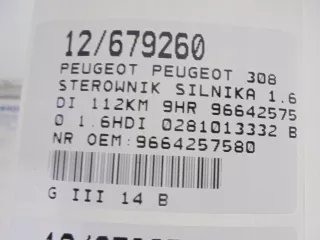 12/679260
PEUGEOT PEUGEOT 308
STEROWNIK SILNIKA 1.6
DI 112KM 9HR 96642575
0 1.6HDI 0281013332 B
NR OEM:9664257580
G III 14 B